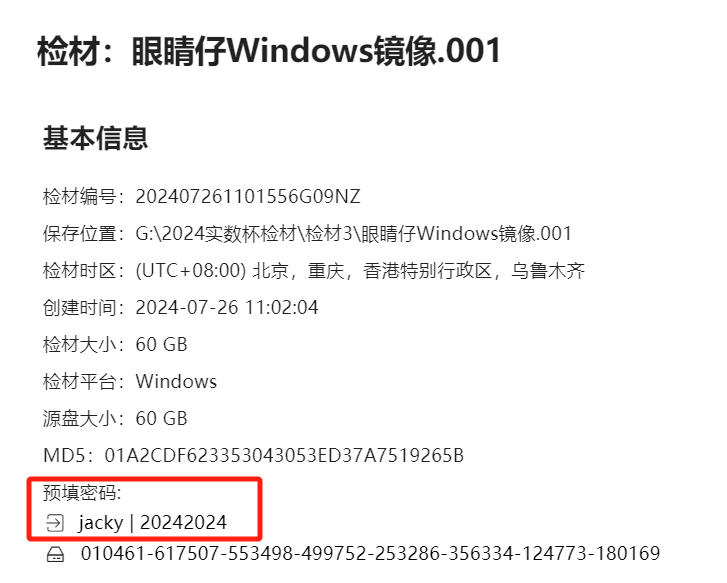 检材：眼睛仔Windows镜像.001
基本信息
检材编号：202407261101556G09NZ
保存位置：G:\2024实数杯检材\检材3\眼睛仔Windows镜像.001
检材时区：(UTC+08:00) 北京，重庆，香港特别行政区，乌鲁木齐
创建时间：2024-07-26 11:02:04
检材大小：60 GB
检材平台：Windows
源盘大小：60 GB
MD5：01A2CDF623353043053ED37A7519265B
预填密码:
jacky | 20242024
010461-617507-553498-499752-253286-356334-124773-180169